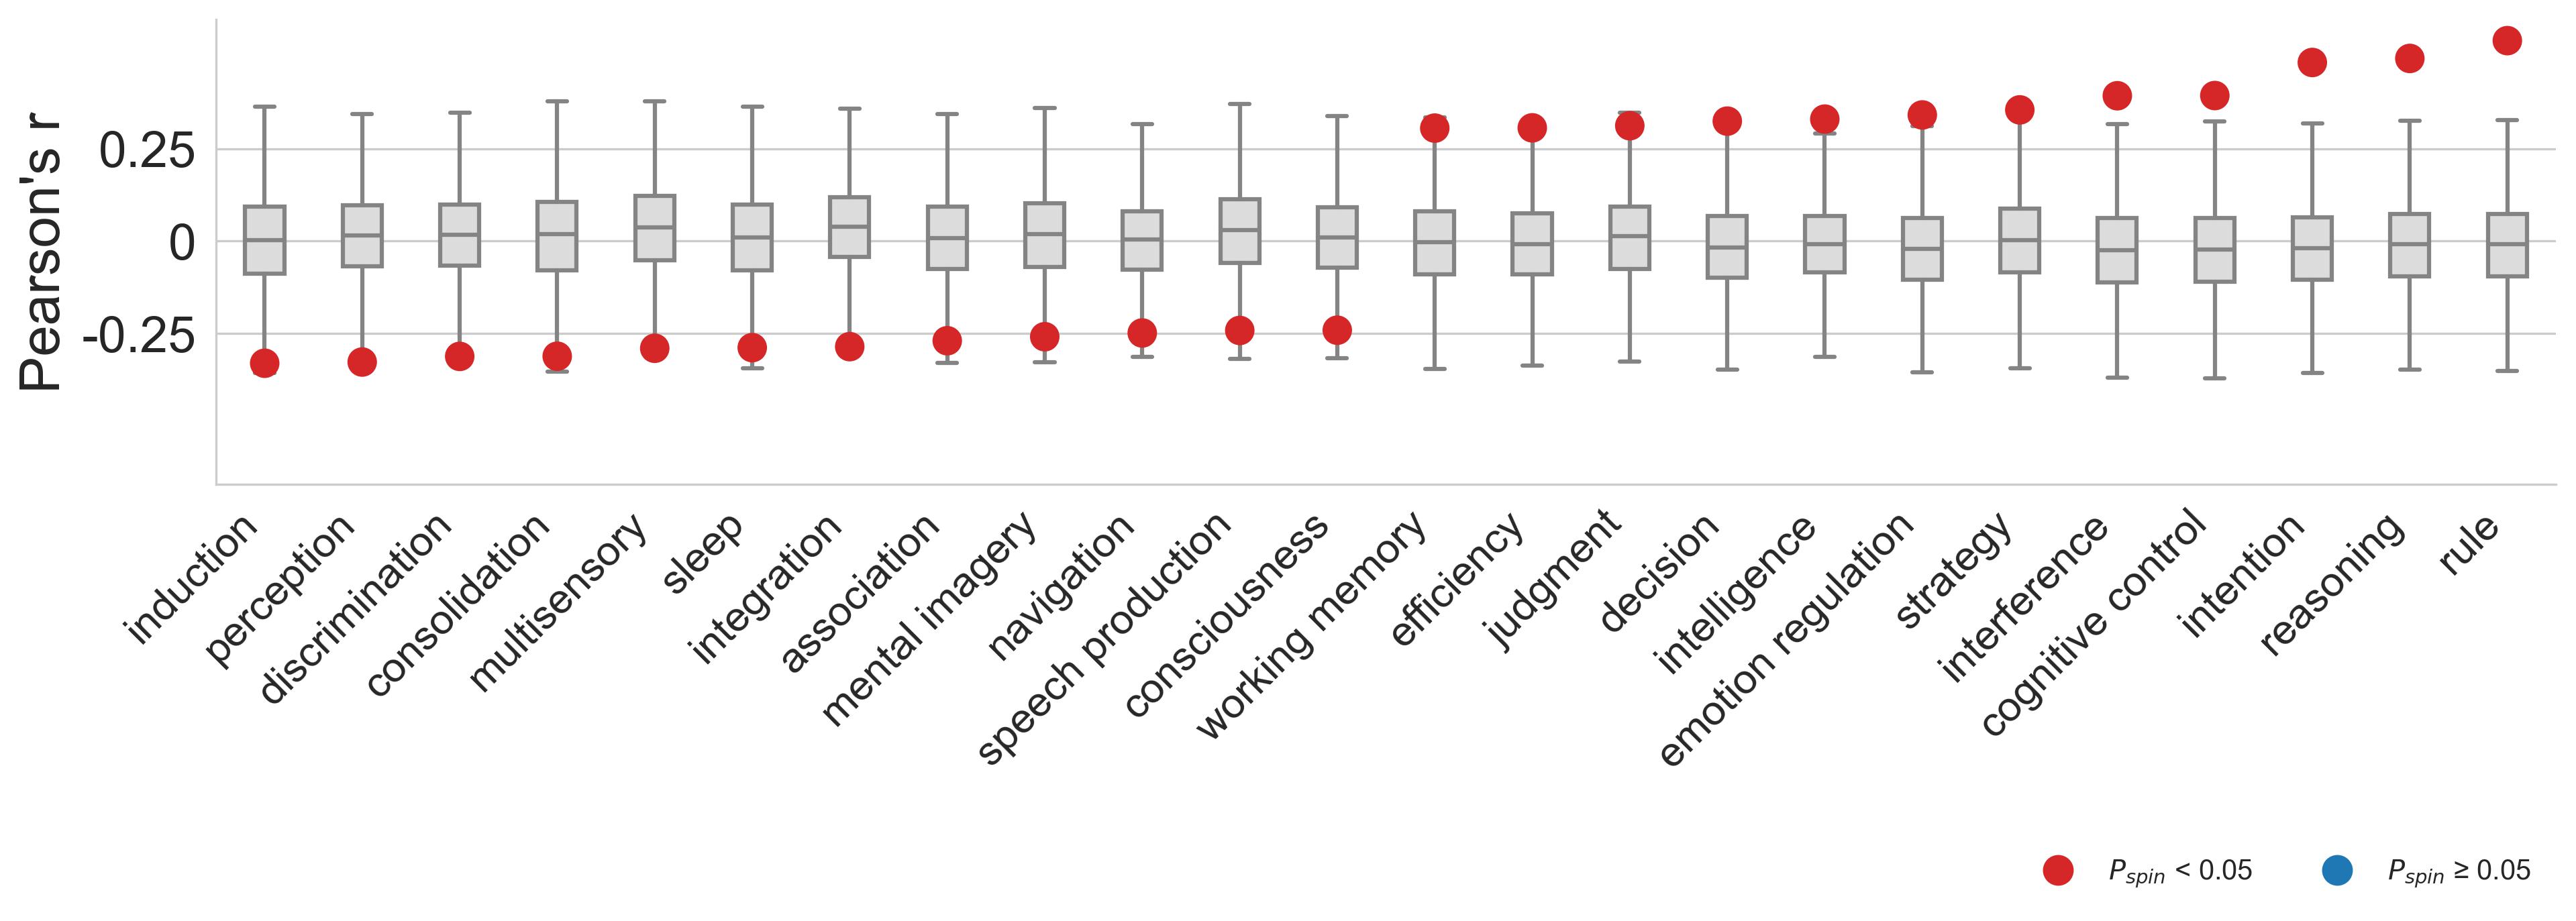 Pearson's r
0.25
0
-0.25
induction
perception
discrimination
consolidation
multisensory
sleep
integration
association
mental imagery
navigation
speech production
consciousness
working memory
efficiency
judgment
decision
intelligence
emotion regulation
strategy
interference
cognitive control
intention
reasoning
rule
P_spin < 0.05
P_spin ≥ 0.05